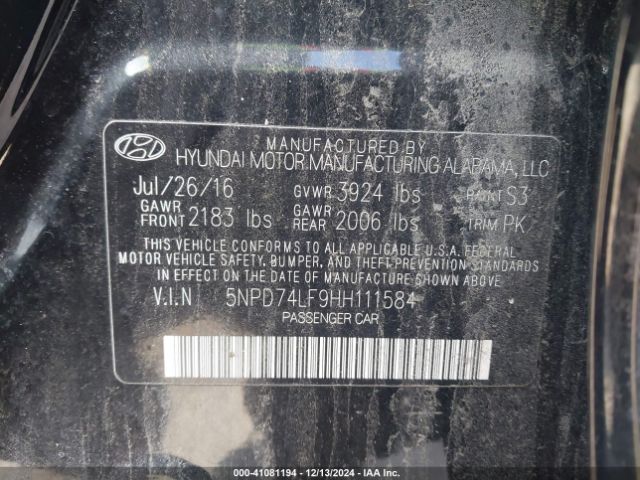 MANUFACTURED BY
HYUNDAI MOTOR MANUFACTURING ALABAMA, LLC
Jul/26/16 GVWR 3924 lbs PAINT S3
GAWR FRONT 2183 lbs GAWR REAR 2006 lbs TRIM PK
THIS VEHICLE CONFORMS TO ALL APPLICABLE U.S.A. FEDERAL
MOTOR VEHICLE SAFETY, BUMPER, AND THEFT PREVENTION STANDARDS
IN EFFECT ON THE DATE OF MANUFACTURE SHOWN ABOVE
V.I.N 5NPD74LF9HH111584
PASSENGER CAR
000-41081194 - 12/13/2024 - IAA Inc.